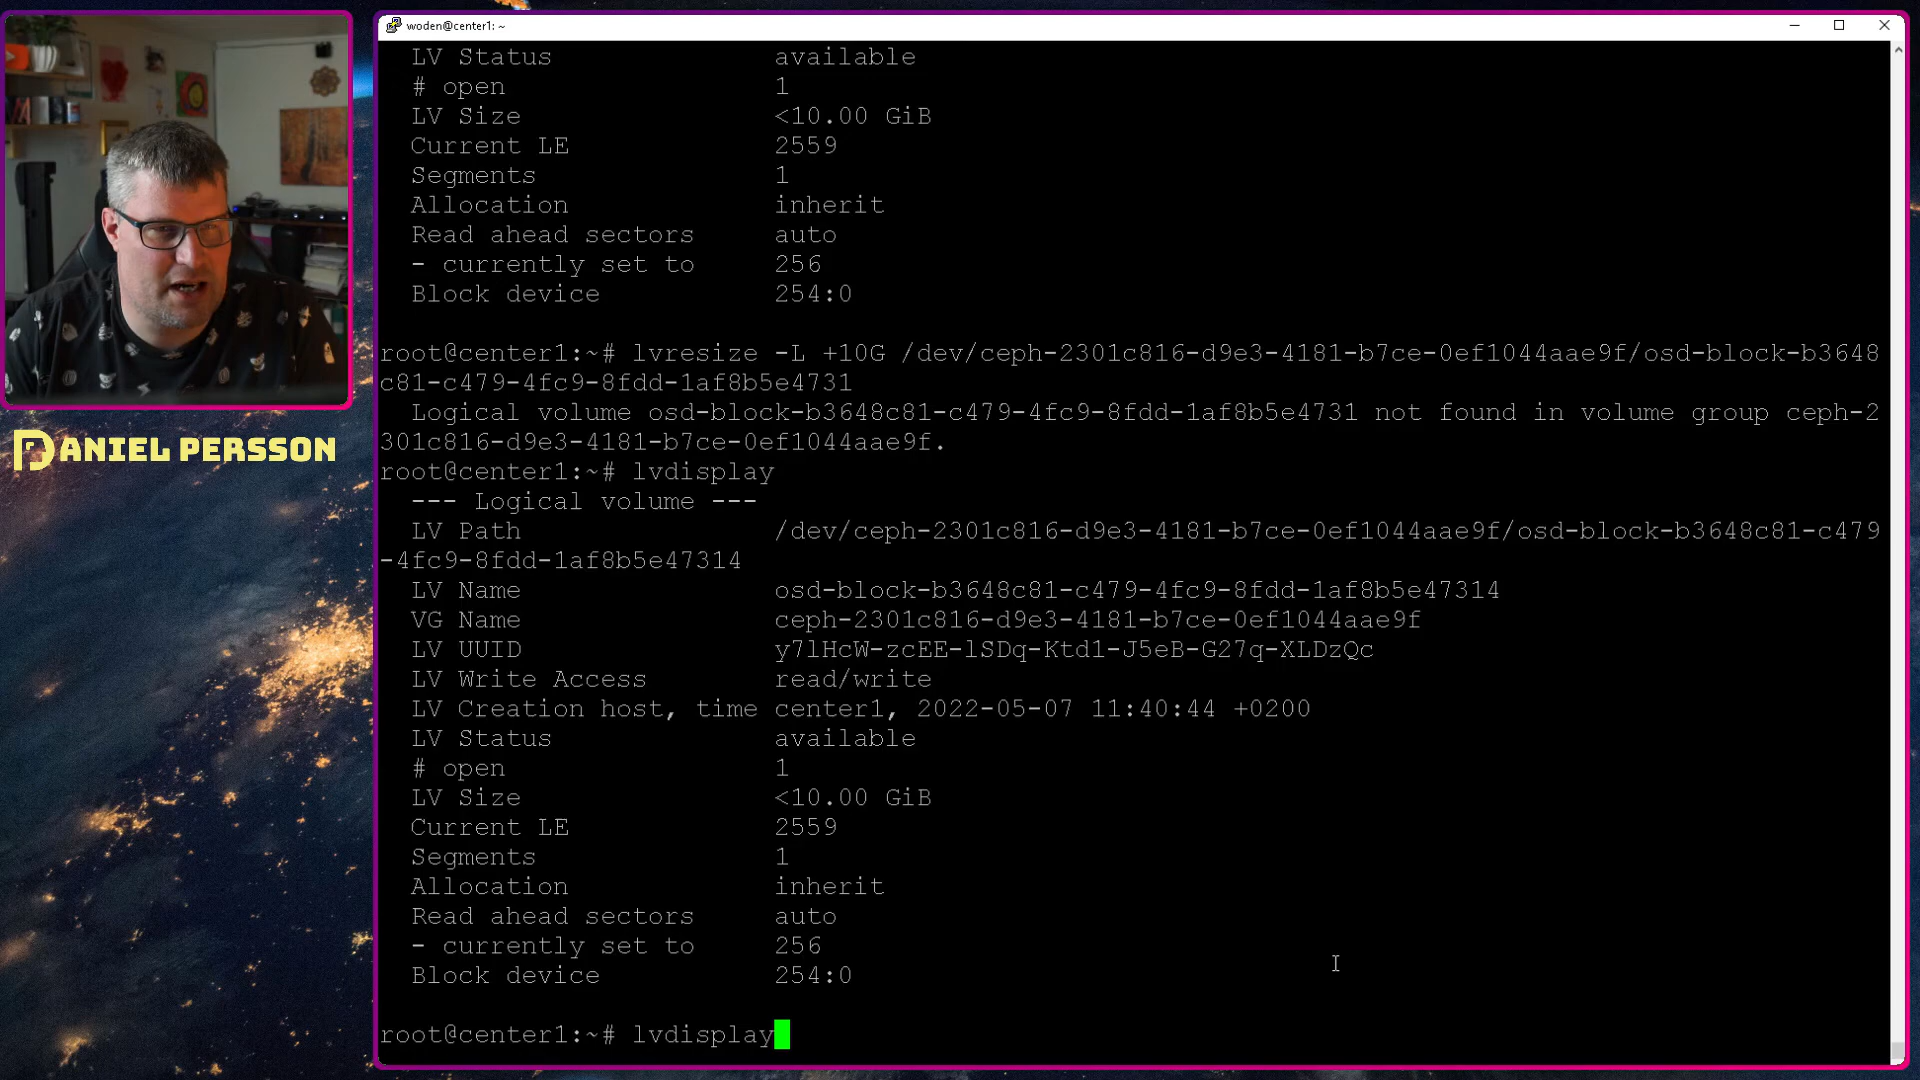 woden@center1: ~
LV Status available
# open 1
LV Size <10.00 GiB
Current LE 2559
Segments 1
Allocation inherit
Read ahead sectors auto
- currently set to 256
Block device 254:0
root@center1:~# lvresize -L +10G /dev/ceph-2301c816-d9e3-4181-b7ce-0ef1044aae9f/osd-block-b3648
c81-c479-4fc9-8fdd-1af8b5e4731
Logical volume osd-block-b3648c81-c479-4fc9-8fdd-1af8b5e4731 not found in volume group ceph-2
301c816-d9e3-4181-b7ce-0ef1044aae9f.
root@center1:~# lvdisplay
--- Logical volume ---
LV Path /dev/ceph-2301c816-d9e3-4181-b7ce-0ef1044aae9f/osd-block-b3648c81-c479
-4fc9-8fdd-1af8b5e47314
LV Name osd-block-b3648c81-c479-4fc9-8fdd-1af8b5e47314
VG Name ceph-2301c816-d9e3-4181-b7ce-0ef1044aae9f
LV UUID y7lHcW-zcEE-lSDq-Ktd1-J5eB-G27q-XLDzQc
LV Write Access read/write
LV Creation host, time center1, 2022-05-07 11:40:44 +0200
LV Status available
# open 1
LV Size <10.00 GiB
Current LE 2559
Segments 1
Allocation inherit
Read ahead sectors auto
- currently set to 256
Block device 254:0
root@center1:~# lvdisplay
DANIEL PERSSON